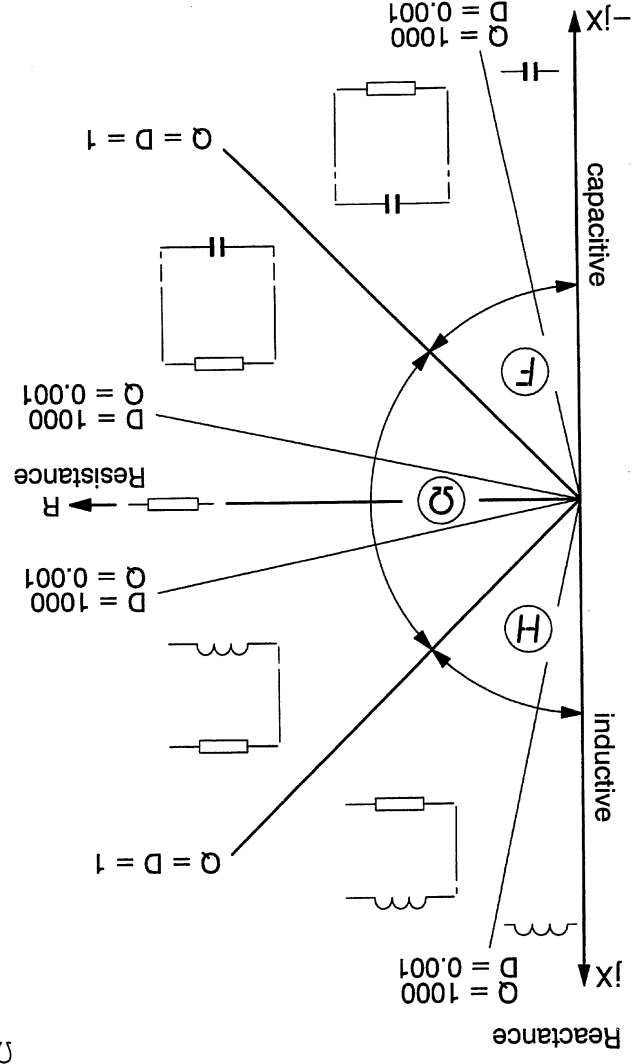 Reactance
jX
Q = 1000
D = 0.001
Q = D = 1
inductive
H
D = 1000
Q = 0.001
Ω
R
Resistance
D = 1000
Q = 0.001
F
capacitive
Q = D = 1
–jX
Q = 1000
D = 0.001